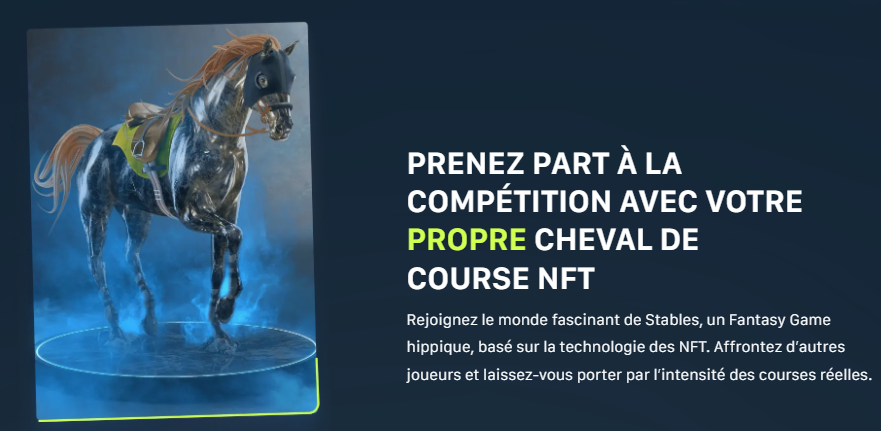 PRENEZ PART À LA
COMPÉTITION AVEC VOTRE
PROPRE CHEVAL DE
COURSE NFT
Rejoignez le monde fascinant de Stables, un Fantasy Game
hippique, basé sur la technologie des NFT. Affrontez d'autres
joueurs et laissez-vous porter par l'intensité des courses réelles.